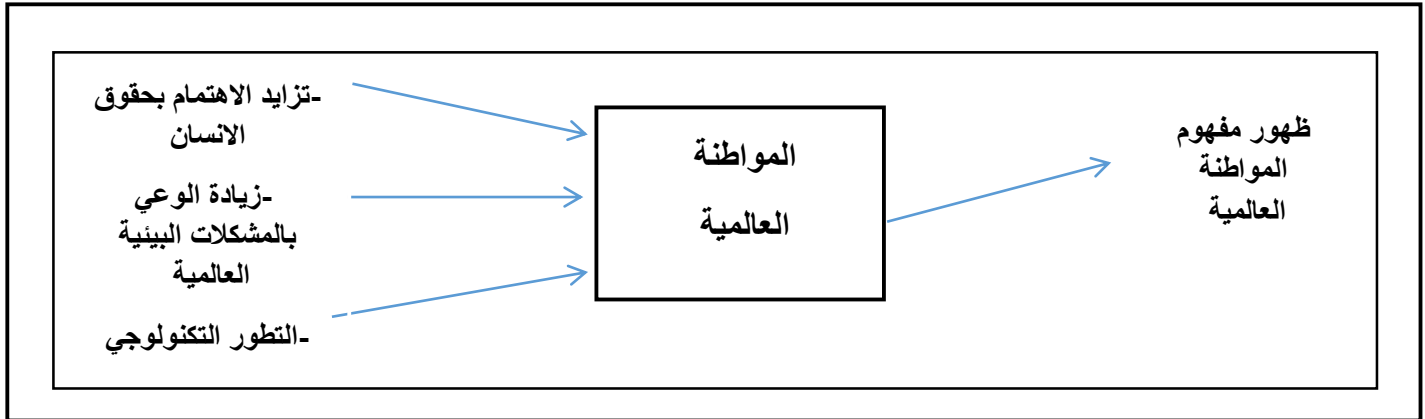 -تزايد الاهتمام بحقوق
الانسان
-زيادة الوعي
بالمشكلات البيئية
العالمية
-التطور التكنولوجي
المواطنة
العالمية
ظهور مفهوم
المواطنة
العالمية